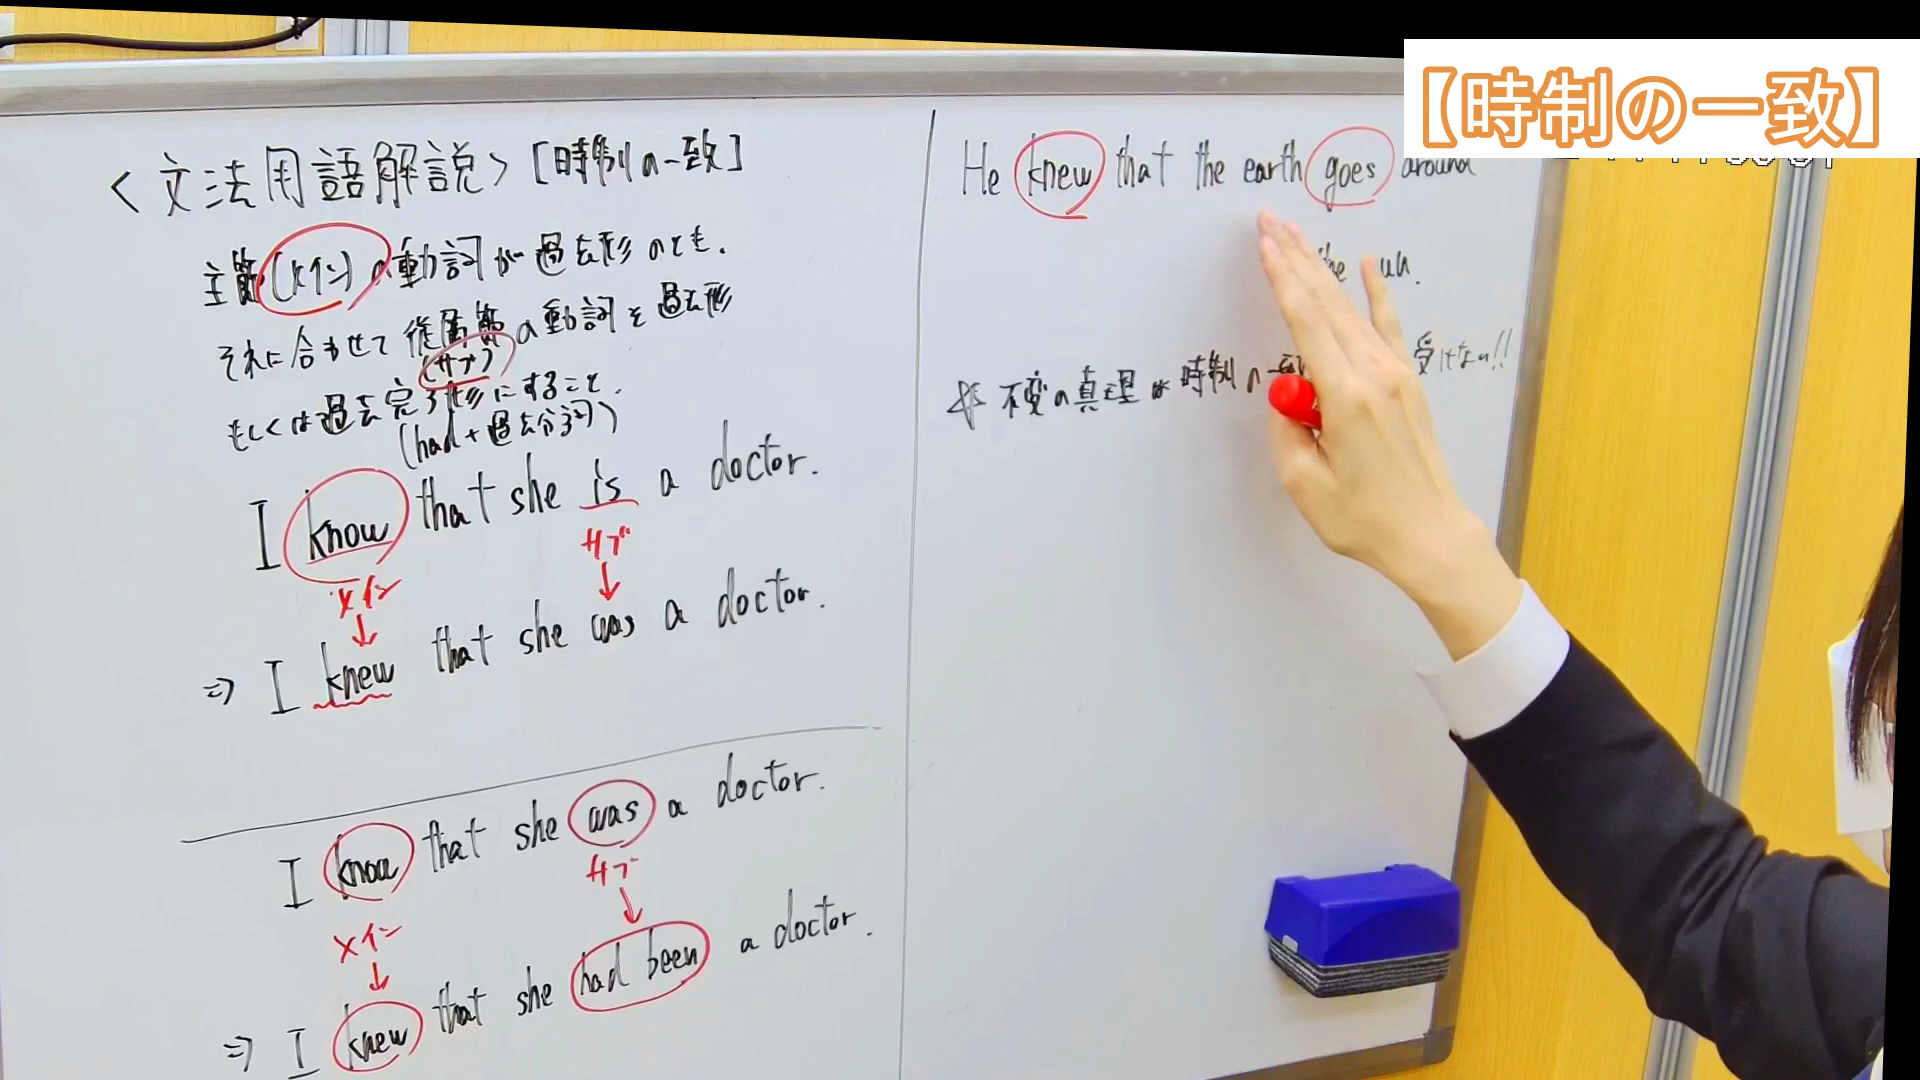 【時制の一致】
<文法用語解説> [時制の一致]
主節(メイン)の動詞が過去形のとき、
それに合わせて従属節の動詞を過去形
(サブ)
もしくは過去完了形にすること。
(had+過去分詞)
I know that she is a doctor.
メイン サブ
↓ ↓
⇒ I knew that she was a doctor.
I know that she was a doctor.
メイン サブ
↓ ↓
⇒ I knew that she had been a doctor.
He knew that the earth goes around
the sun.
※ 不変の真理は時制の一致 受けない!!